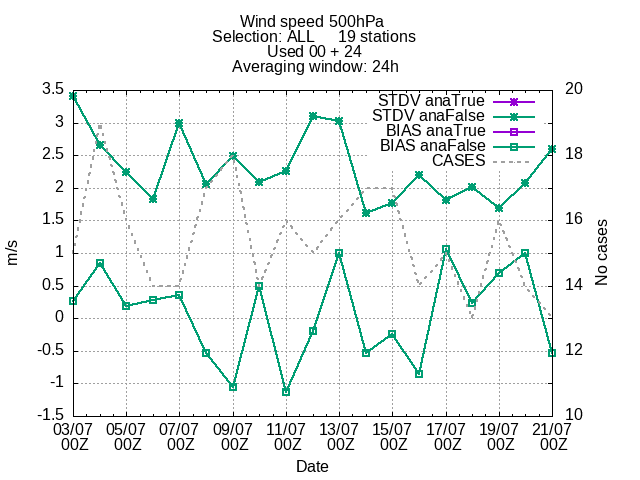 Wind speed 500hPa
Selection: ALL 19 stations
Used 00 + 24
Averaging window: 24h
3.5
3
2.5
2
1.5
1
0.5
0
-0.5
-1
-1.5
m/s
STDV anaTrue
STDV anaFalse
BIAS anaTrue
BIAS anaFalse
CASES
20
18
16
14
12
10
No cases
03/07 05/07 07/07 09/07 11/07 13/07 15/07 17/07 19/07 21/07
00Z 00Z 00Z 00Z 00Z 00Z 00Z 00Z 00Z 00Z
Date